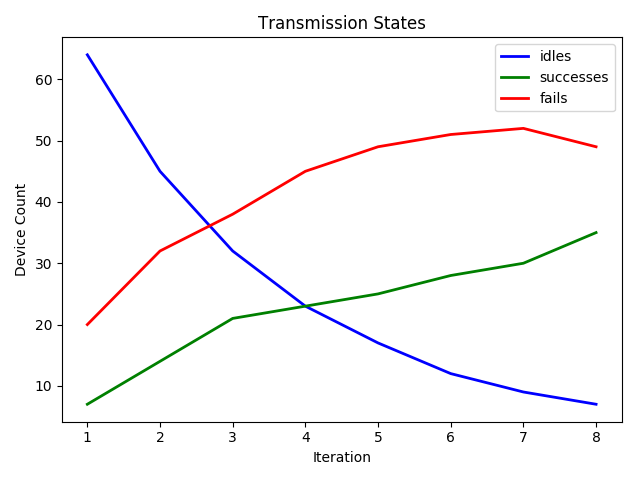 Transmission States
idles
successes
fails
Device Count
60
50
40
30
20
10
1 2 3 4 5 6 7 8
Iteration